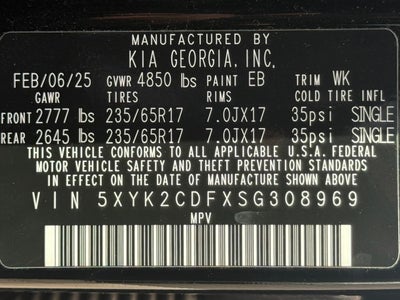 MANUFACTURED BY
KIA GEORGIA, INC.
FEB/06/25 GVWR 4850 lbs PAINT EB TRIM WK
GAWR TIRES RIMS COLD TIRE INFL
FRONT 2777 lbs 235/65R17 7.0JX17 35psi SINGLE
REAR 2645 lbs 235/65R17 7.0JX17 35psi SINGLE
THIS VEHICLE CONFORMS TO ALL APPLICABLE U.S.A. FEDERAL
MOTOR VEHICLE SAFETY AND THEFT PREVENTION STANDARDS
IN EFFECT ON THE DATE OF MANUFACTURE SHOWN ABOVE.
VIN 5XYK2CDFXSG308969
MPV